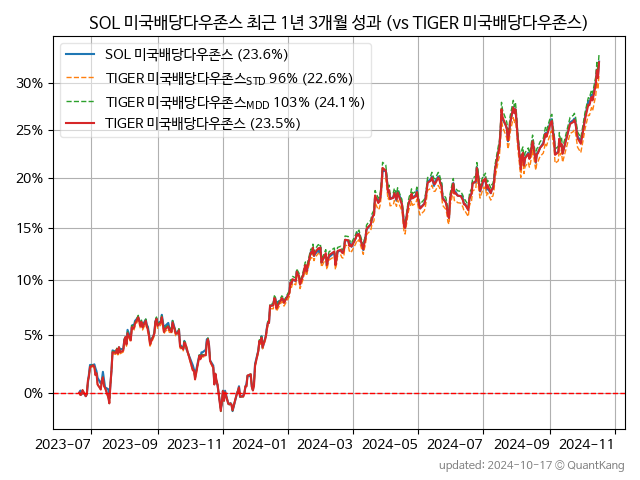 SOL 미국배당다우존스 최근 1년 3개월 성과 (vs TIGER 미국배당다우존스)
SOL 미국배당다우존스 (23.6%)
TIGER 미국배당다우존스STD 96% (22.6%)
TIGER 미국배당다우존스MDD 103% (24.1%)
TIGER 미국배당다우존스 (23.5%)
30%
25%
20%
15%
10%
5%
0%
2023-07 2023-09 2023-11 2024-01 2024-03 2024-05 2024-07 2024-09 2024-11
updated: 2024-10-17 © QuantKang